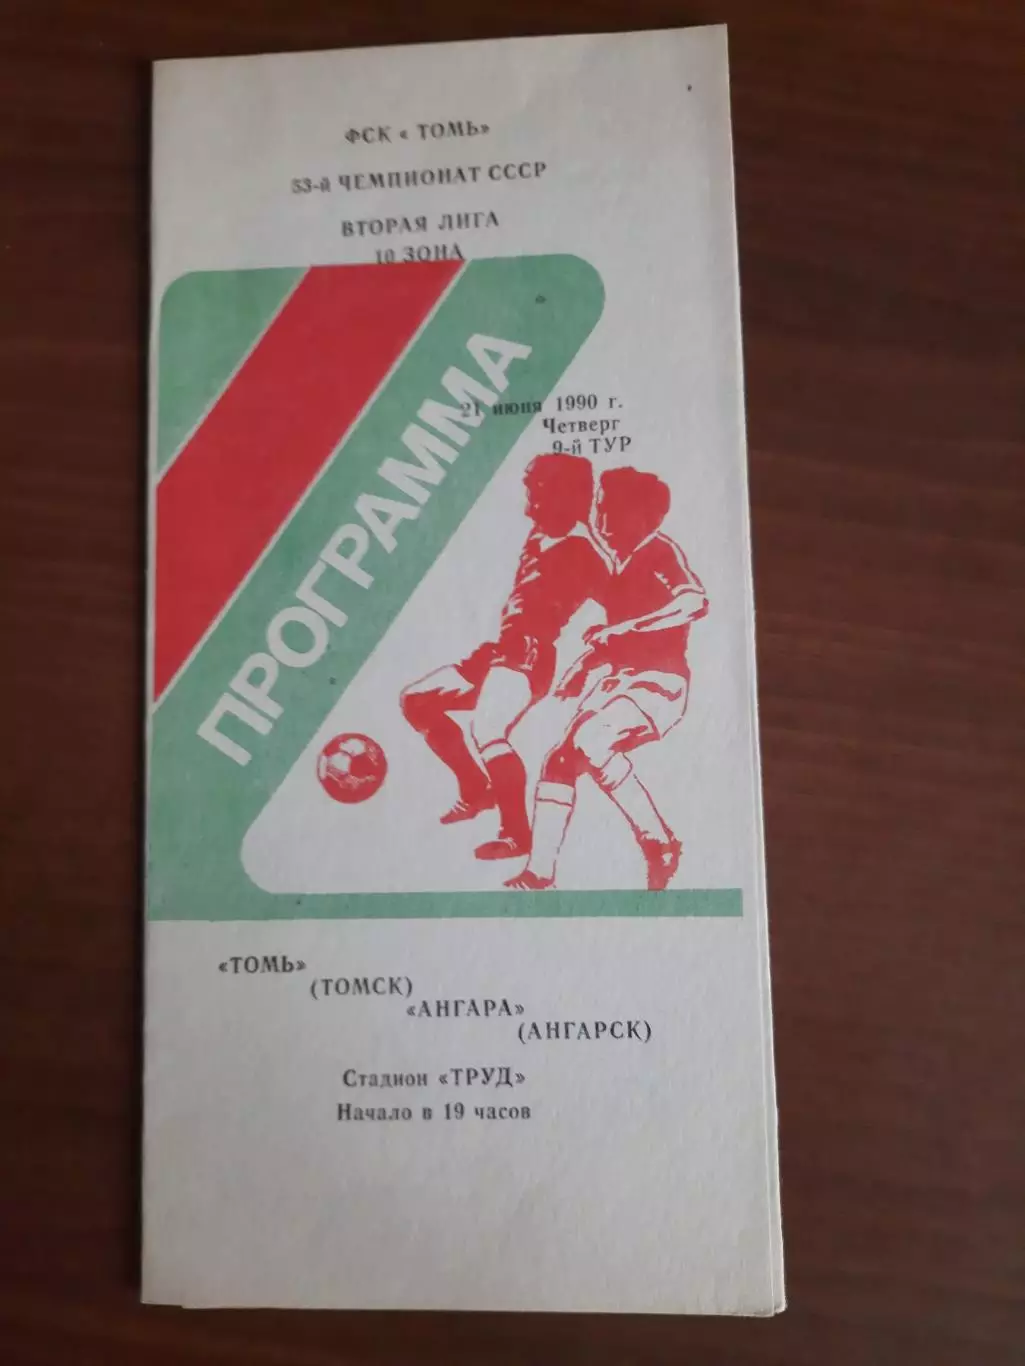 ФСК « ТОМЬ»
53-й ЧЕМПИОНАТ СССР
ВТОРАЯ ЛИГА
10 ЗОНА
ПРОГРАММА
21 июня 1990 г.
Четверг
9-й ТУР
«ТОМЬ»
(ТОМСК)
«АНГАРА»
(АНГАРСК)
Стадион «ТРУД»
Начало в 19 часов